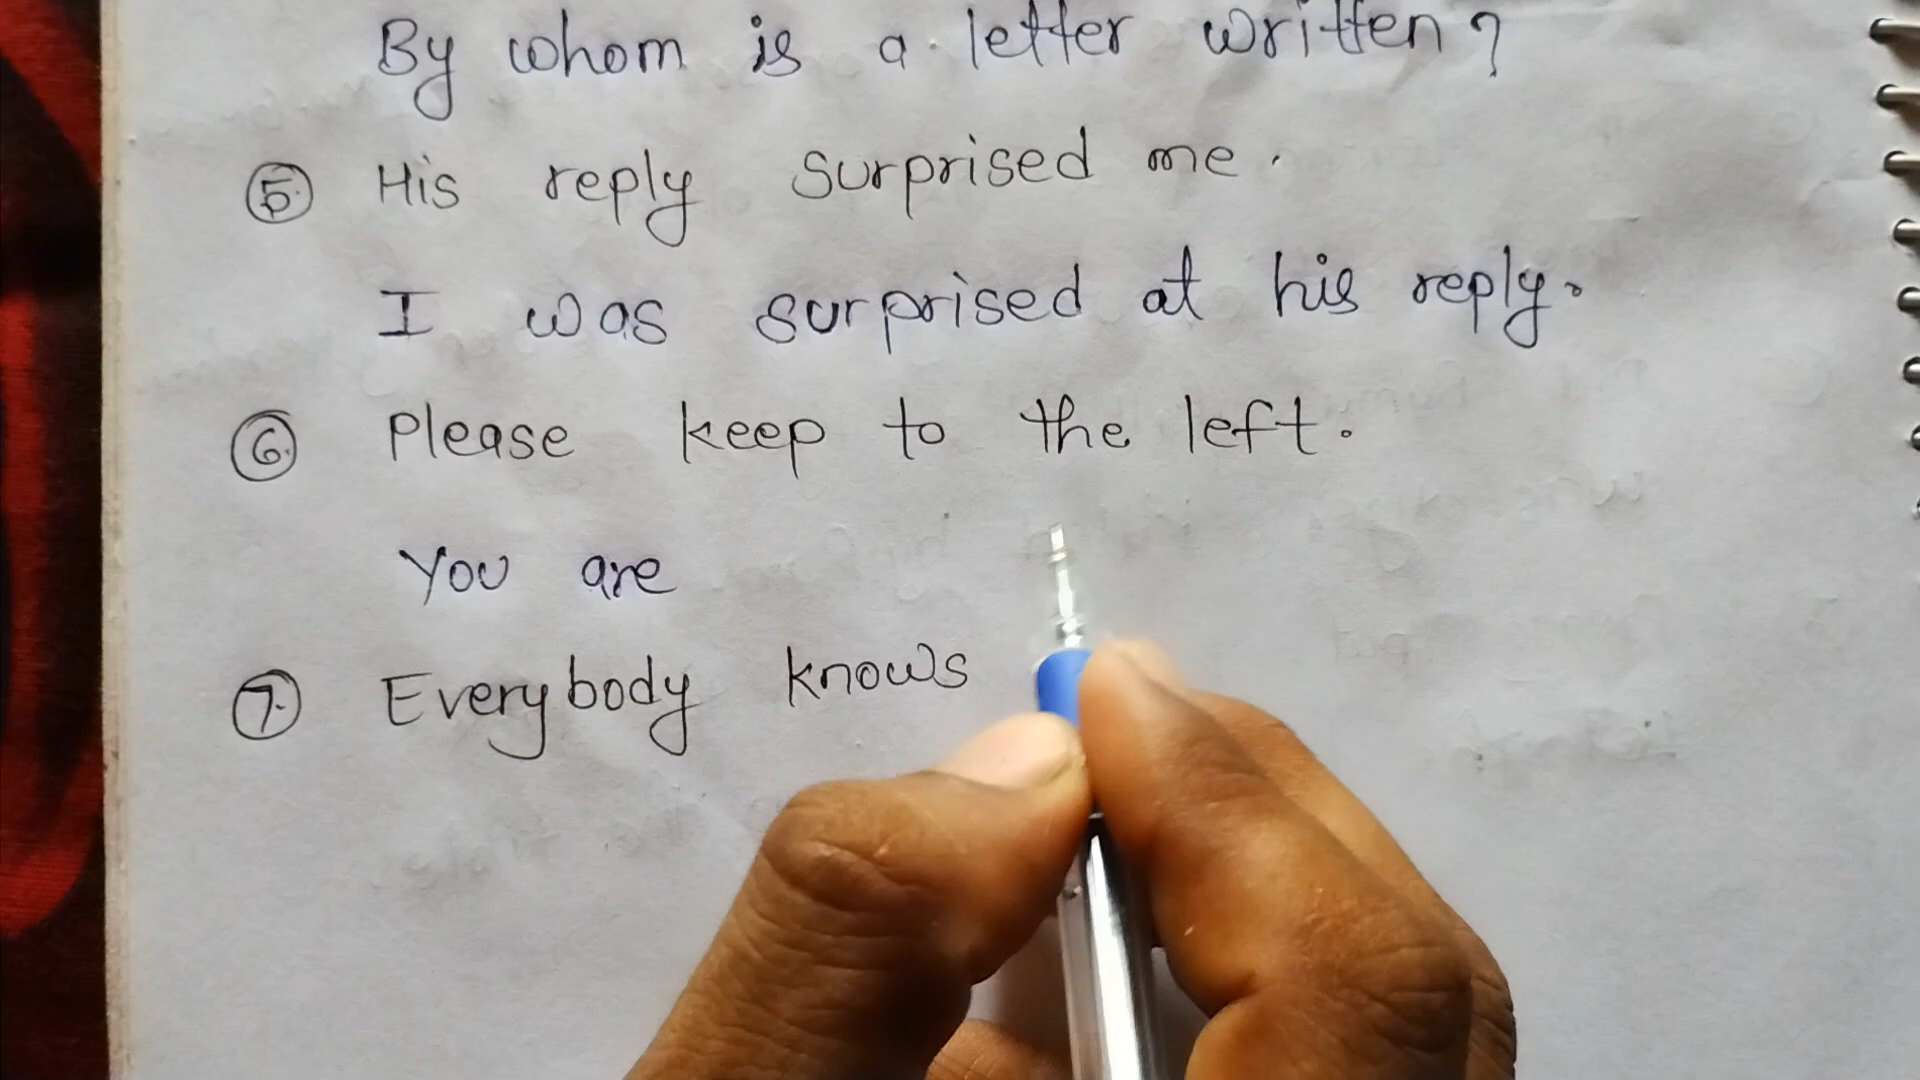 By whom is a letter written?
5. His reply surprised me.
I was surprised at his reply.
6. Please keep to the left.
You are
7. Everybody knows